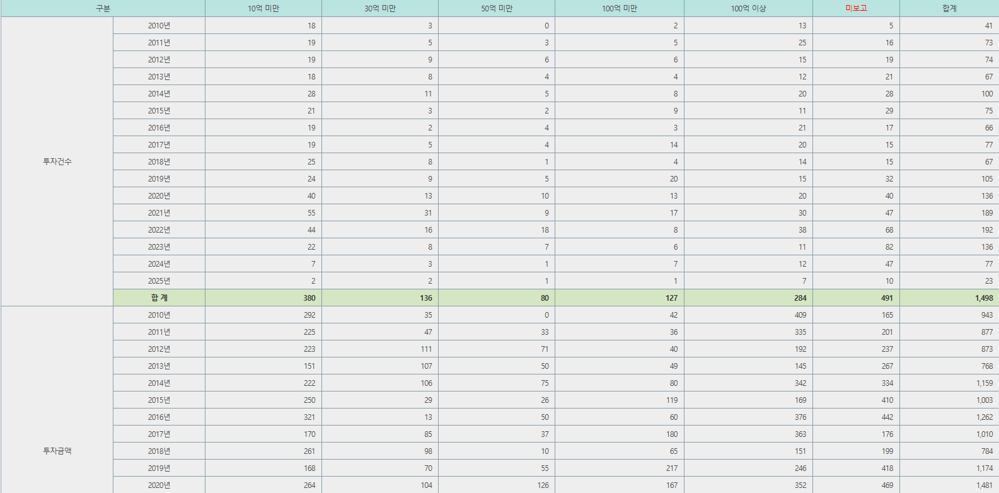 구분 10억 미만 30억 미만 50억 미만 100억 미만 100억 이상 미보고 합계
2010년 18 3 0 2 13 5 41
2011년 19 5 3 5 25 16 73
2012년 19 9 6 6 15 19 74
2013년 18 8 4 4 12 21 67
2014년 28 11 5 8 20 28 100
2015년 21 3 2 9 11 29 75
2016년 19 2 4 3 21 17 66
2017년 19 5 4 14 20 15 77
투자건수 2018년 25 8 1 4 14 15 67
2019년 24 9 5 20 15 32 105
2020년 40 13 10 13 20 40 136
2021년 55 31 9 17 30 47 189
2022년 44 16 18 8 38 68 192
2023년 22 8 7 6 11 82 136
2024년 7 3 1 7 12 47 77
2025년 2 2 1 1 7 10 23
합 계 380 136 80 127 284 491 1,498
2010년 292 35 0 42 409 165 943
2011년 225 47 33 36 335 201 877
2012년 223 111 71 40 192 237 873
2013년 151 107 50 49 145 267 768
2014년 222 106 75 80 342 334 1,159
2015년 250 29 26 119 169 410 1,003
2016년 321 13 50 60 376 442 1,262
2017년 170 85 37 180 363 176 1,010
투자금액 2018년 261 98 10 65 151 199 784
2019년 168 70 55 217 246 418 1,174
2020년 264 104 126 167 352 469 1,481